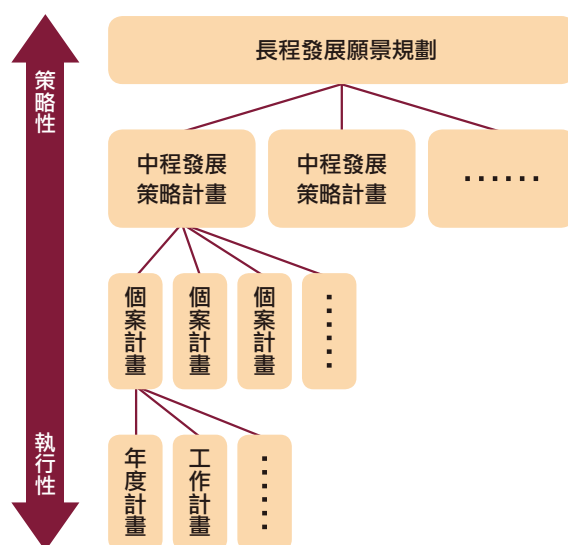 策略性
長程發展願景規劃
中程發展
策略計畫
中程發展
策略計畫
......
個案計畫
個案計畫
個案計畫
......
執行性
年度計畫
工作計畫
......